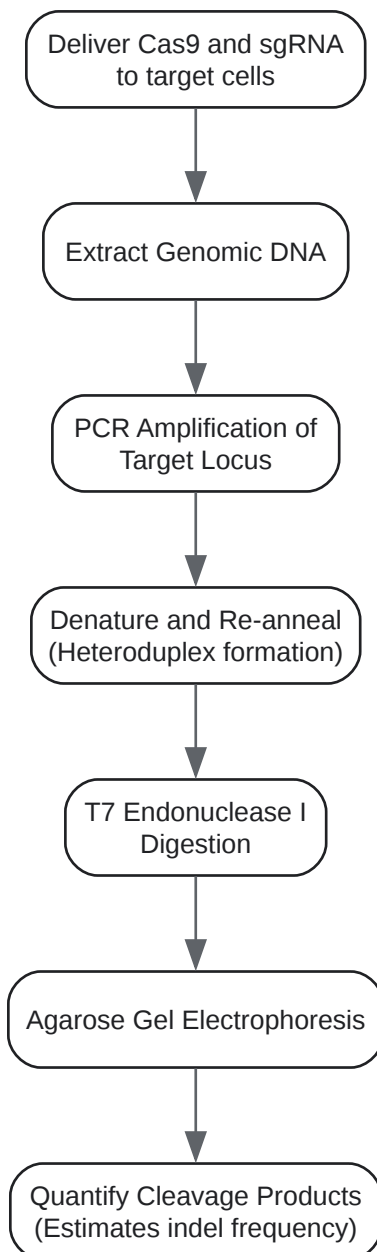 Deliver Cas9 and sgRNA
to target cells
Extract Genomic DNA
PCR Amplification of
Target Locus
Denature and Re-anneal
(Heteroduplex formation)
T7 Endonuclease I
Digestion
Agarose Gel Electrophoresis
Quantify Cleavage Products
(Estimates indel frequency)